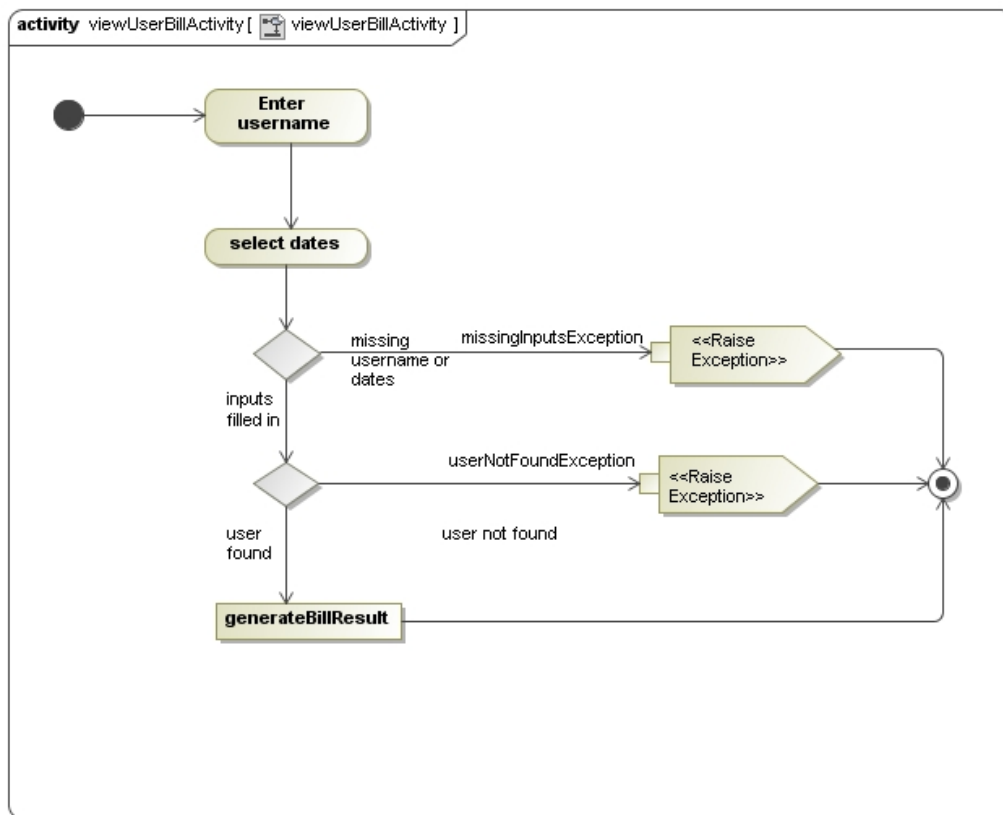 activity viewUserBillActivity [ viewUserBillActivity ]
Enter
username
select dates
missing
username or
dates
missingInputsException
<<Raise
Exception>>
inputs
filled in
userNotFoundException
<<Raise
Exception>>
user
found
user not found
generateBillResult